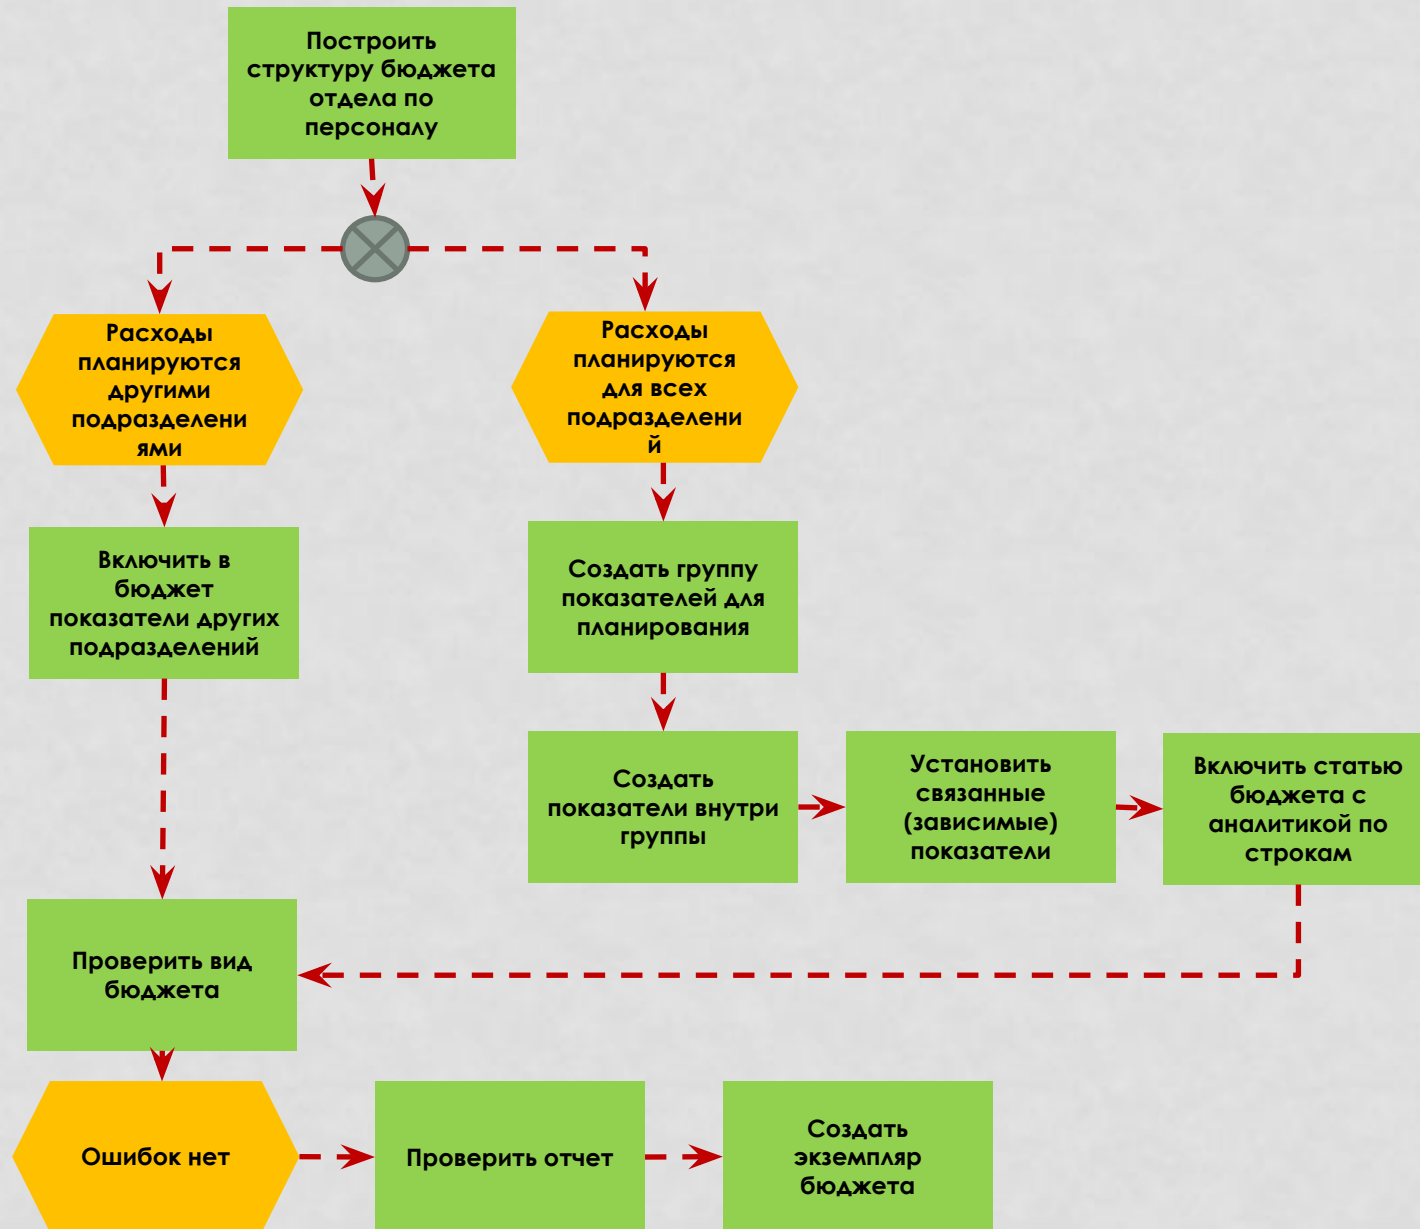 Построить
структуру бюджета
отдела по
персоналу
Расходы
планируются
другими
подразделени
ями
Расходы
планируются
для всех
подразделени
й
Включить в
бюджет
показатели других
подразделений
Создать группу
показателей для
планирования
Создать
показатели внутри
группы
Установить
связанные
(зависимые)
показатели
Включить статью
бюджета с
аналитикой по
строкам
Проверить вид
бюджета
Ошибок нет
Проверить отчет
Создать
экземпляр
бюджета